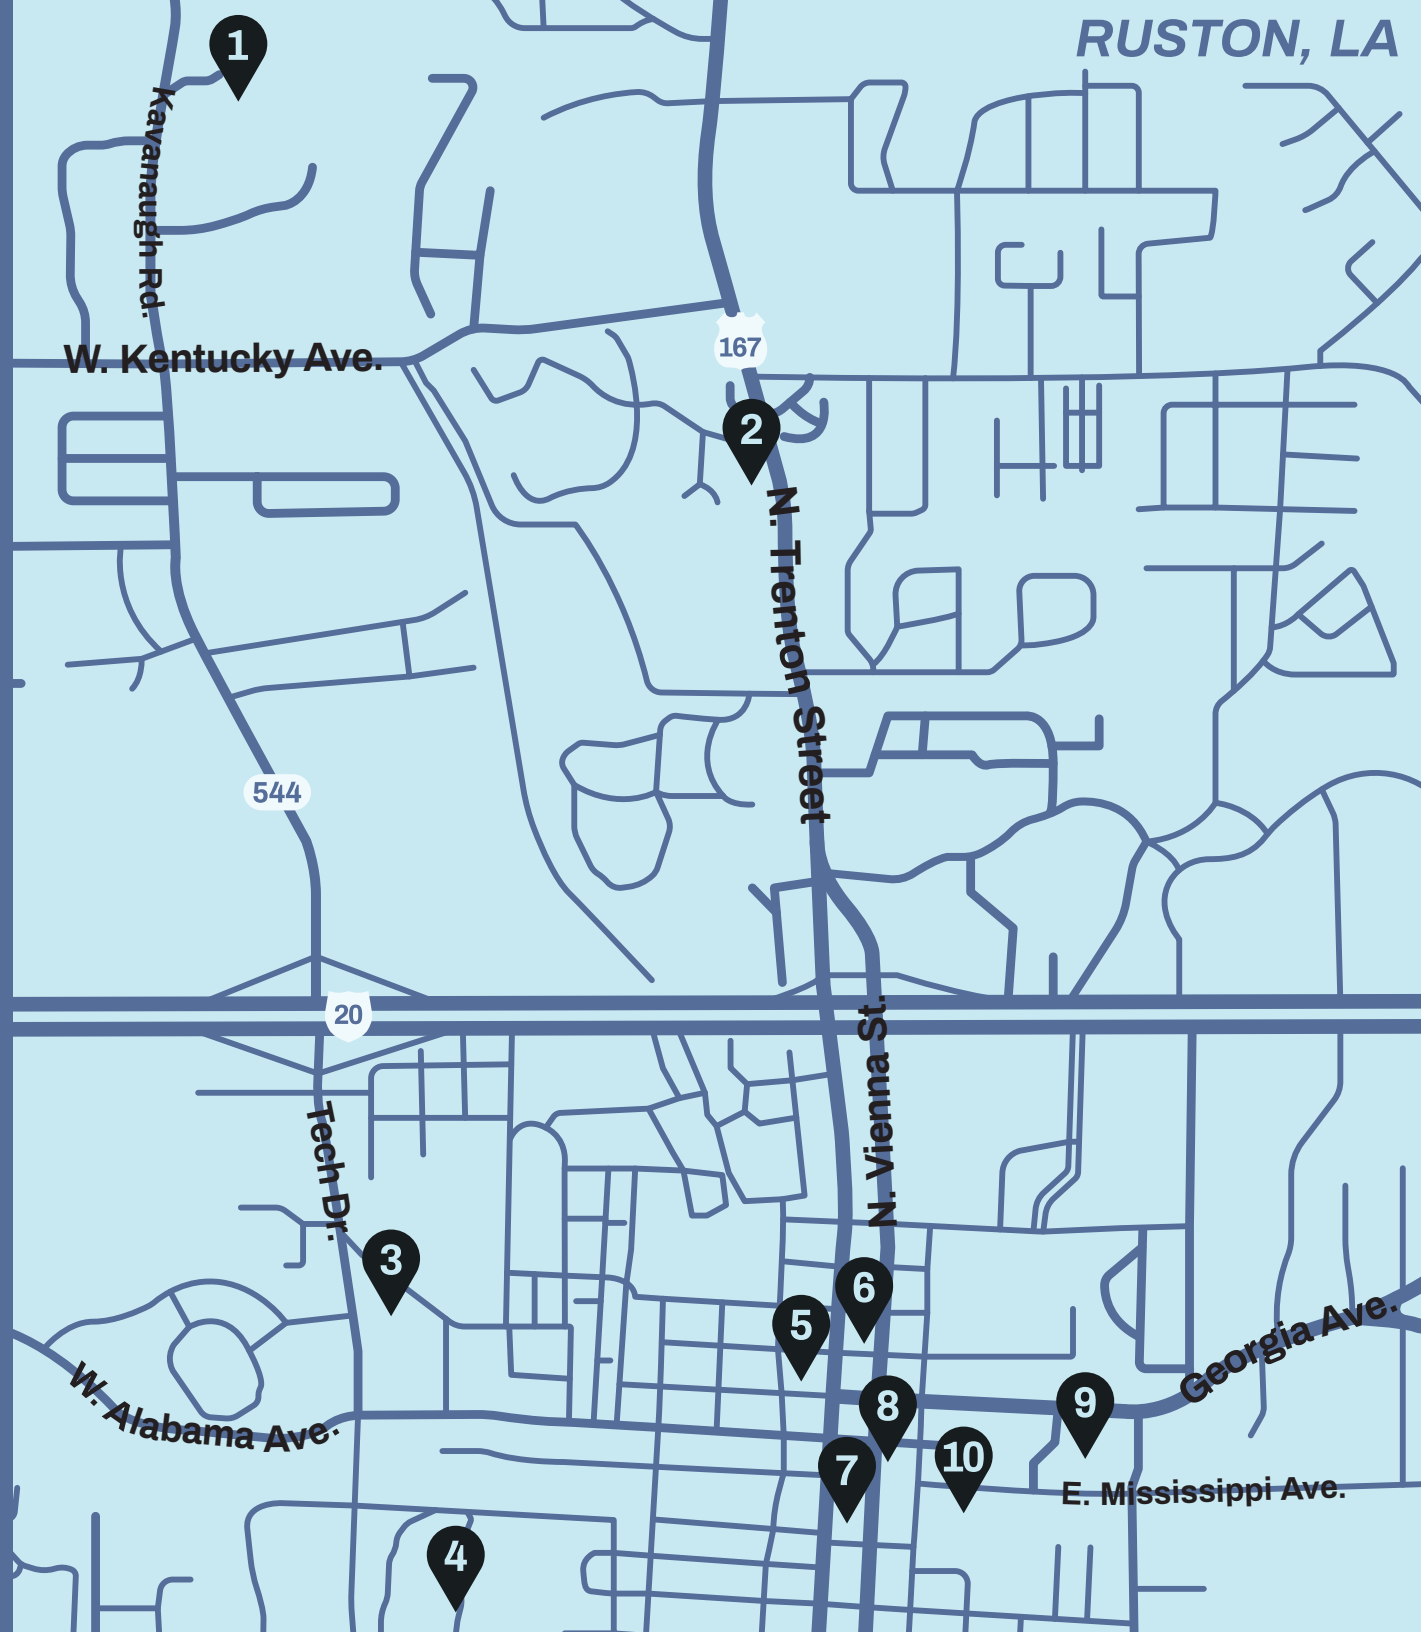 RUSTON, LA
1
Kavanaugh Rd.
W. Kentucky Ave.
167
2
N. Trenton Street
544
20
N. Vienna St.
Tech Dr.
3
6
5
Georgia Ave.
W. Alabama Ave.
8
9
10
7
E. Mississippi Ave.
4